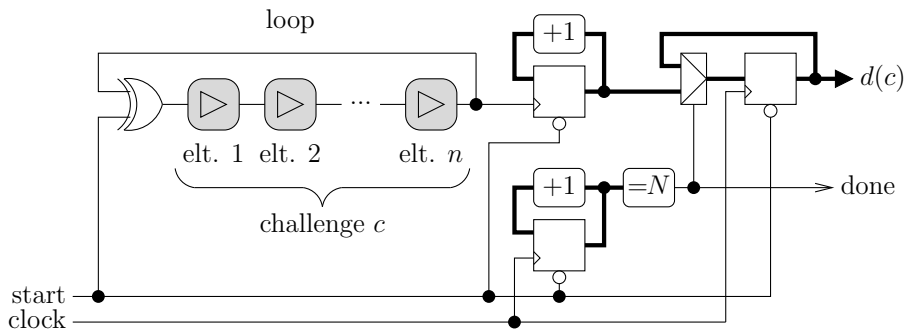 loop
+1
d(c)
...
elt. 1 elt. 2 elt. n
challenge c
+1
=N
done
start
clock